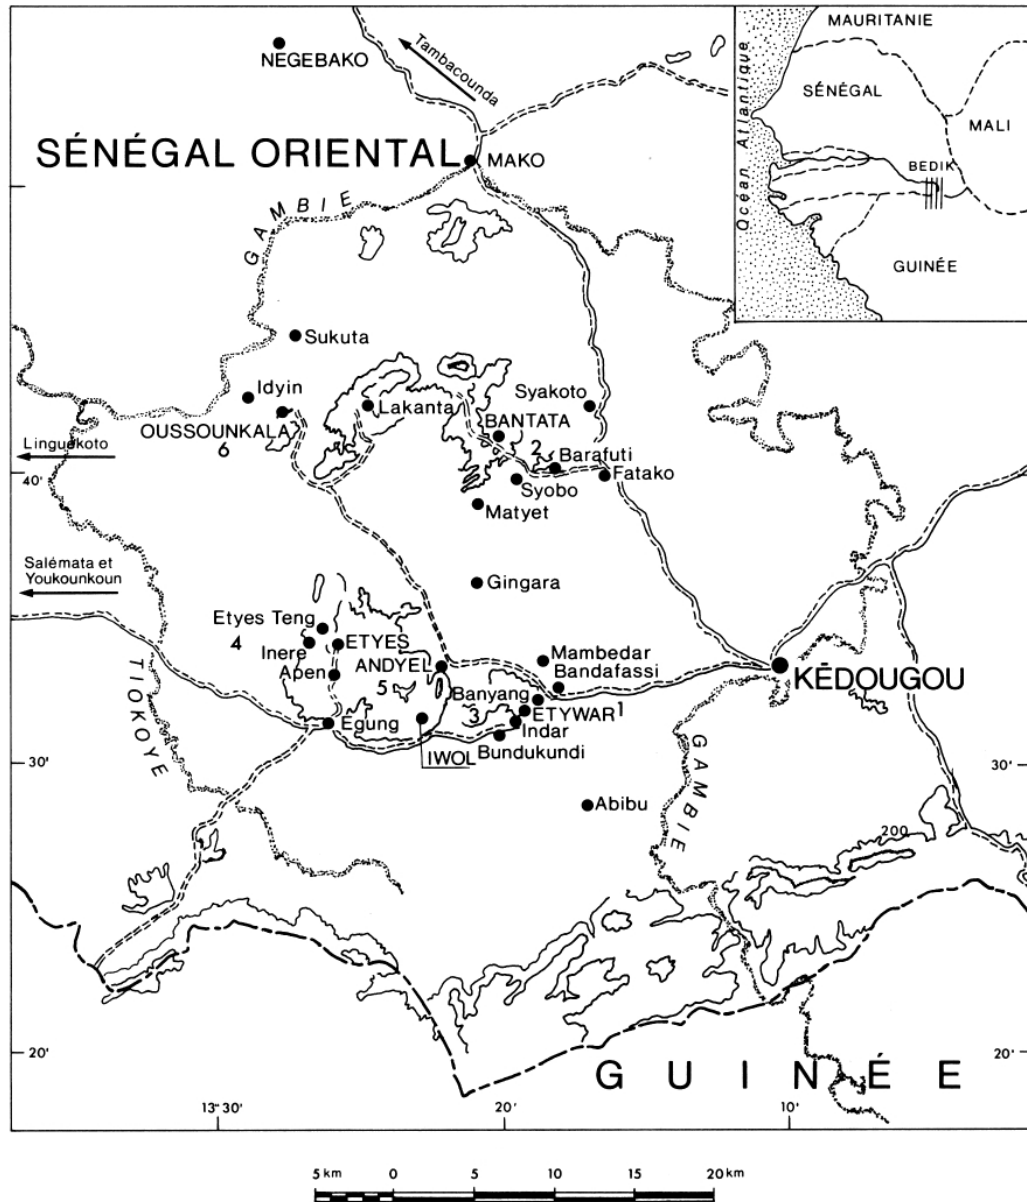 MAURITANIE
SÉNÉGAL
MALI
BEDIK
GUINÉE
Océan Atlantique
NEGEBAKO
Tambacounda
SÉNÉGAL ORIENTAL
MAKO
GAMBIE
Sukuta
Idyin
OUSSOUNKALA
6
Lakanta
Syakoto
BANTATA
2
Barafuti
Fatako
Syobo
Matyet
Linguékoto
40'
Gingara
Salémata et
Youkounkoun
Etyes Teng
4
Inere
ETYES
Apen
ANDYEL
5
Mambedar
Bandafassi
KÉDOUGOU
Banyang
3
ETYWAR
1
Indar
Egung
IWOL
Bundukundi
TIOKOYE
GAMBIE
30'
30'
Abibu
200
20'
20'
GUINÉE
13° 30'
20'
10'
5 km 0 5 10 15 20 km